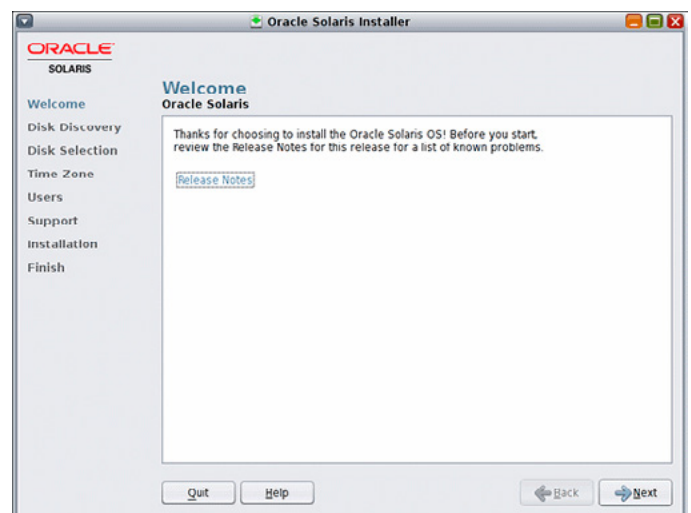 Oracle Solaris Installer
ORACLE
SOLARIS
Welcome
Disk Discovery
Disk Selection
Time Zone
Users
Support
Installation
Finish
Welcome
Oracle Solaris
Thanks for choosing to install the Oracle Solaris OS! Before you start,
review the Release Notes for this release for a list of known problems.
Release Notes
Quit
Help
Back
Next